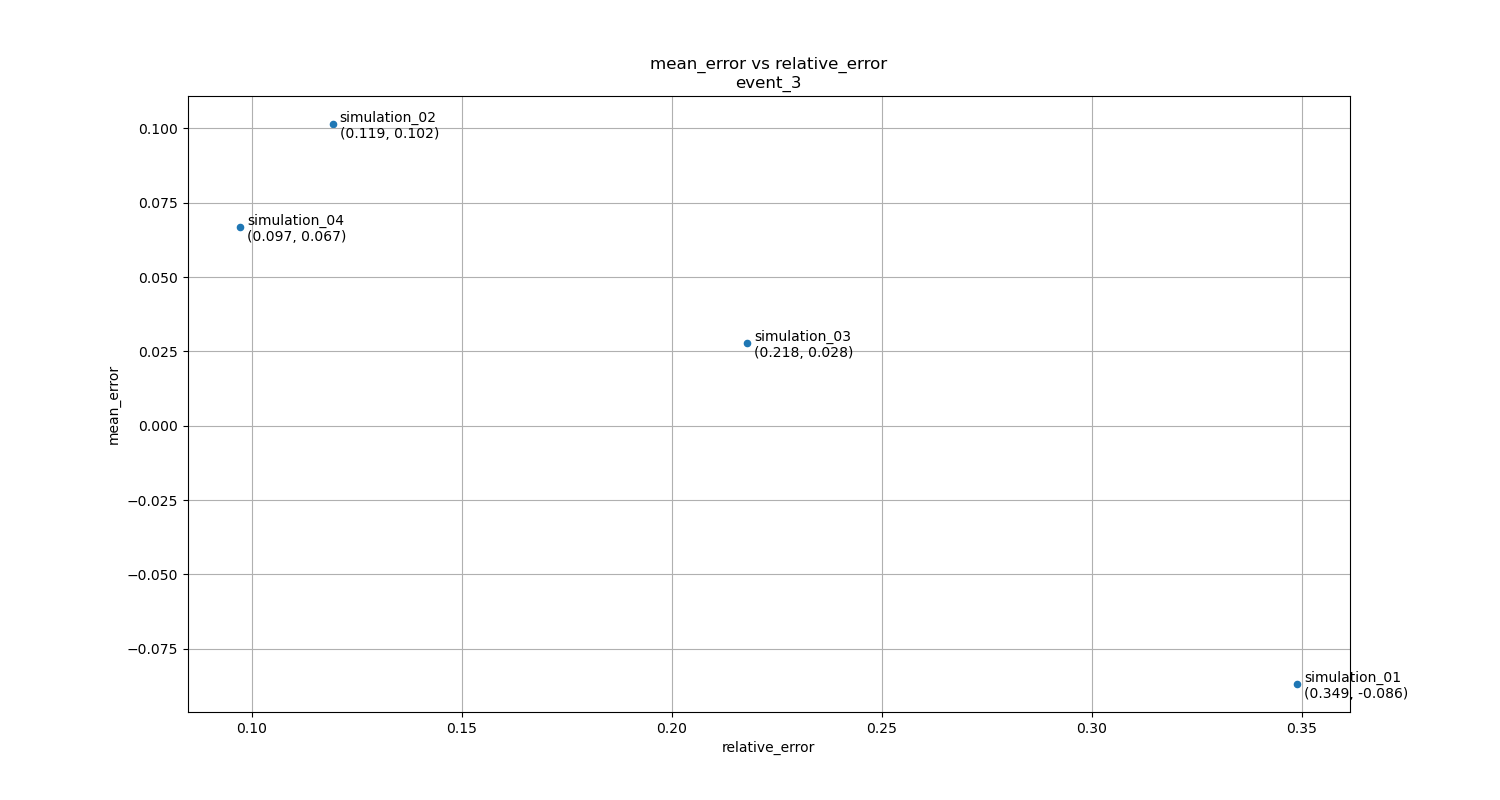 mean_error vs relative_error
event_3
0.100
0.075
0.050
0.025
0.000
−0.025
−0.050
−0.075
mean_error
simulation_02
(0.119, 0.102)
simulation_04
(0.097, 0.067)
simulation_03
(0.218, 0.028)
simulation_01
(0.349, -0.086)
0.10
0.15
0.20
0.25
0.30
0.35
relative_error